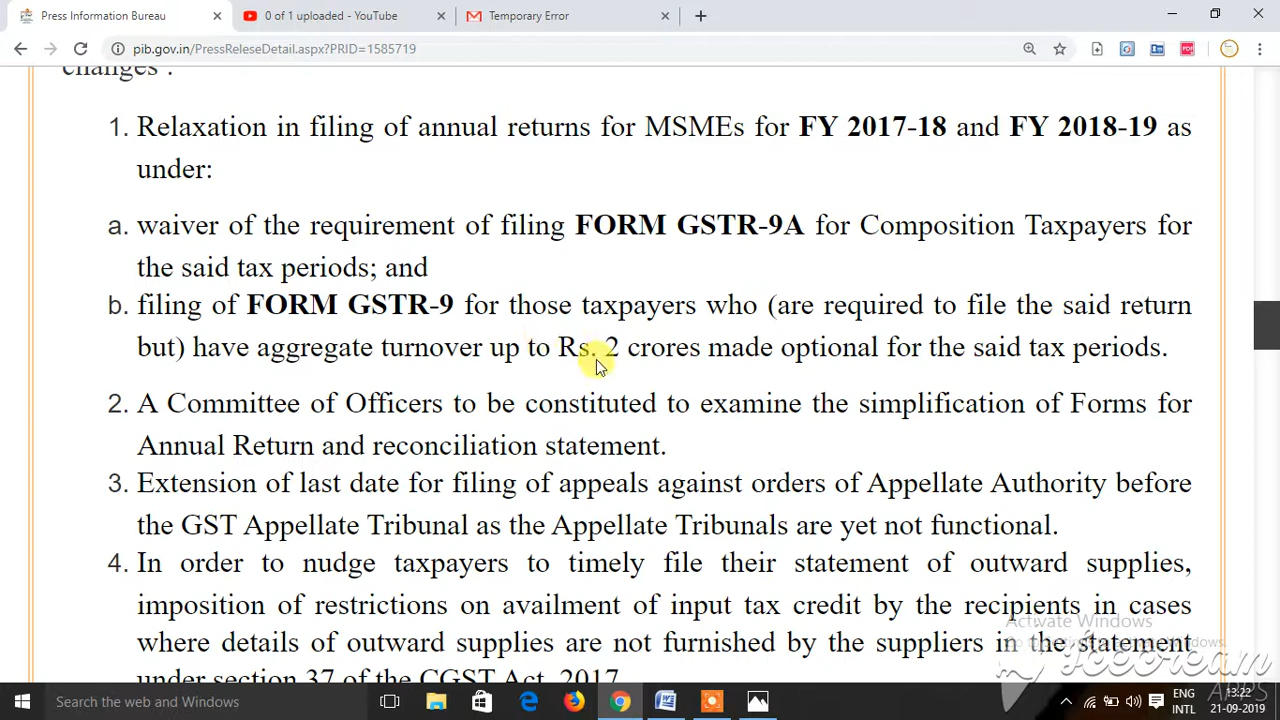 Press Information Bureau
0 of 1 uploaded - YouTube
Temporary Error
pib.gov.in/PressReleseDetail.aspx?PRID=1585719
changes :
1. Relaxation in filing of annual returns for MSMEs for FY 2017-18 and FY 2018-19 as
under:
a. waiver of the requirement of filing FORM GSTR-9A for Composition Taxpayers for
the said tax periods; and
b. filing of FORM GSTR-9 for those taxpayers who (are required to file the said return
but) have aggregate turnover up to Rs. 2 crores made optional for the said tax periods.
2. A Committee of Officers to be constituted to examine the simplification of Forms for
Annual Return and reconciliation statement.
3. Extension of last date for filing of appeals against orders of Appellate Authority before
the GST Appellate Tribunal as the Appellate Tribunals are yet not functional.
4. In order to nudge taxpayers to timely file their statement of outward supplies,
imposition of restrictions on availment of input tax credit by the recipients in cases
where details of outward supplies are not furnished by the suppliers in the statement
under section 37 of the CGST Act, 2017.
Activate Windows
Icecream
APPS
Search the web and Windows
ENG
INTL
13:22
21-09-2019